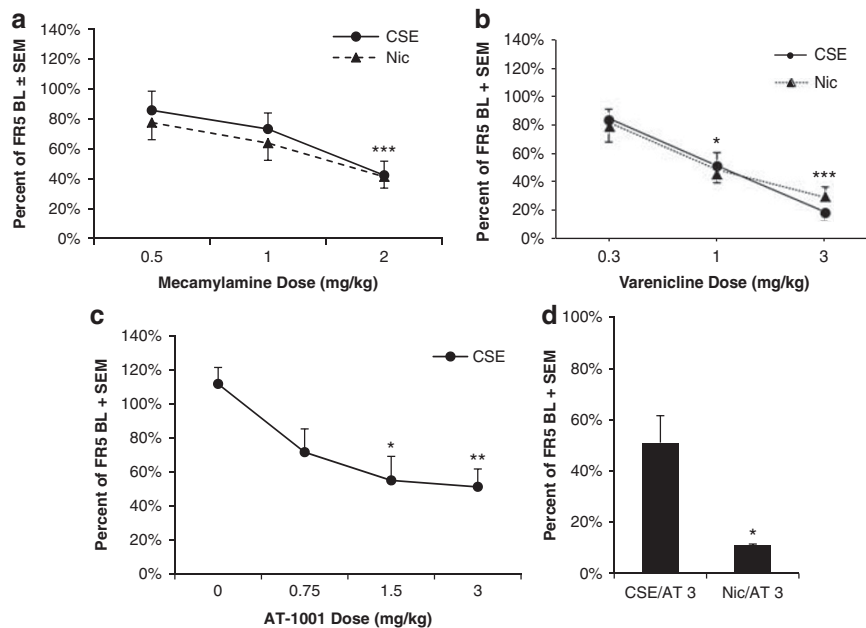 a
140%
120%
100%
80%
60%
40%
20%
0%
Percent of FR5 BL ± SEM
CSE
Nic
***
0.5 1 2
Mecamylamine Dose (mg/kg)
b
140%
120%
100%
80%
60%
40%
20%
0%
Percent of FR5 BL + SEM
CSE
Nic
*
***
0.3 1 3
Varenicline Dose (mg/kg)
c
140%
120%
100%
80%
60%
40%
20%
0%
Percent of FR5 BL + SEM
CSE
*
**
0 0.75 1.5 3
AT-1001 Dose (mg/kg)
d
100%
80%
60%
40%
20%
0%
Percent of FR5 BL + SEM
*
CSE/AT 3 Nic/AT 3